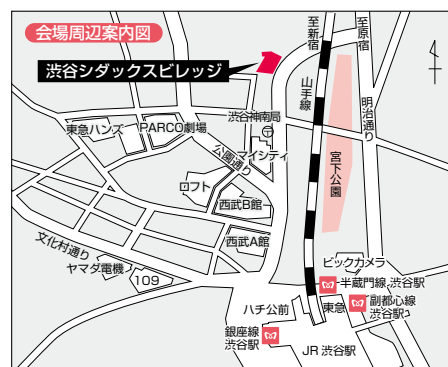 会場周辺案内図
至新宿
至原宿
渋谷シダックスビレッジ
山手線
明治通り
渋谷神南局
東急ハンズ
PARCO劇場
公園通り
マイシティ
宮下公園
ロフト
西武B館
文化村通り
西武A館
ヤマダ電機
109
ビックカメラ
半蔵門線 渋谷駅
ハチ公前
東急
副都心線
渋谷駅
銀座線
渋谷駅
JR 渋谷駅